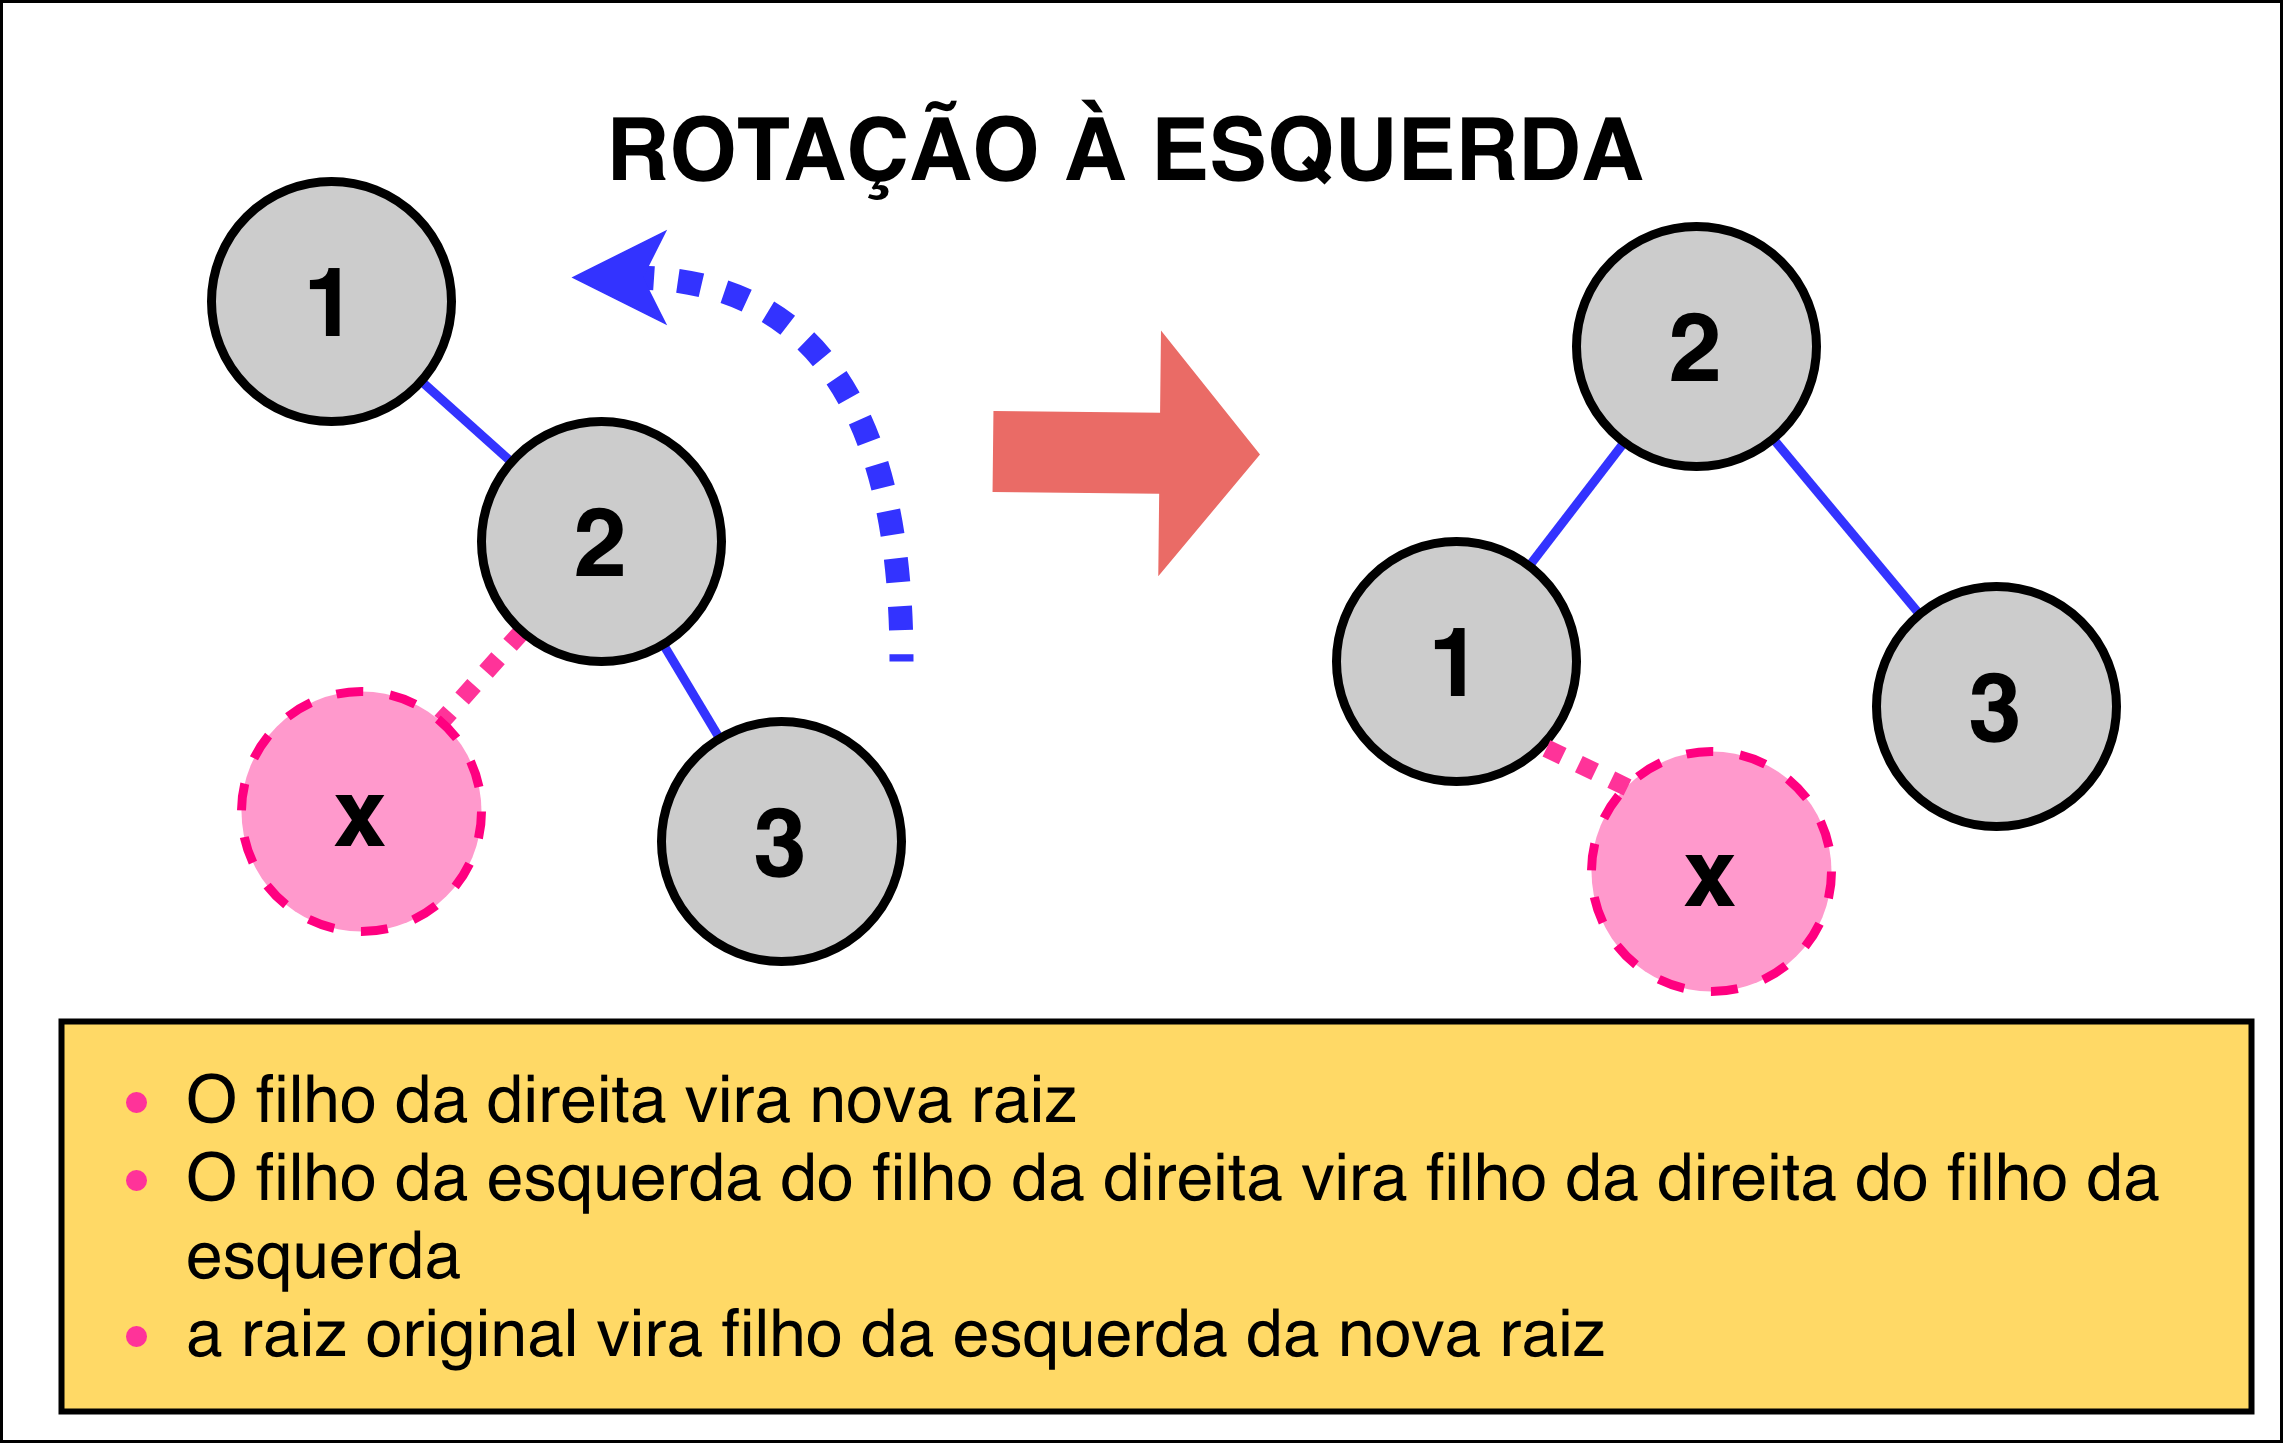 ROTAÇÃO À ESQUERDA
1
2
x
3
2
1
3
x
O filho da direita vira nova raiz
O filho da esquerda do filho da direita vira filho da direita do filho da
esquerda
a raiz original vira filho da esquerda da nova raiz